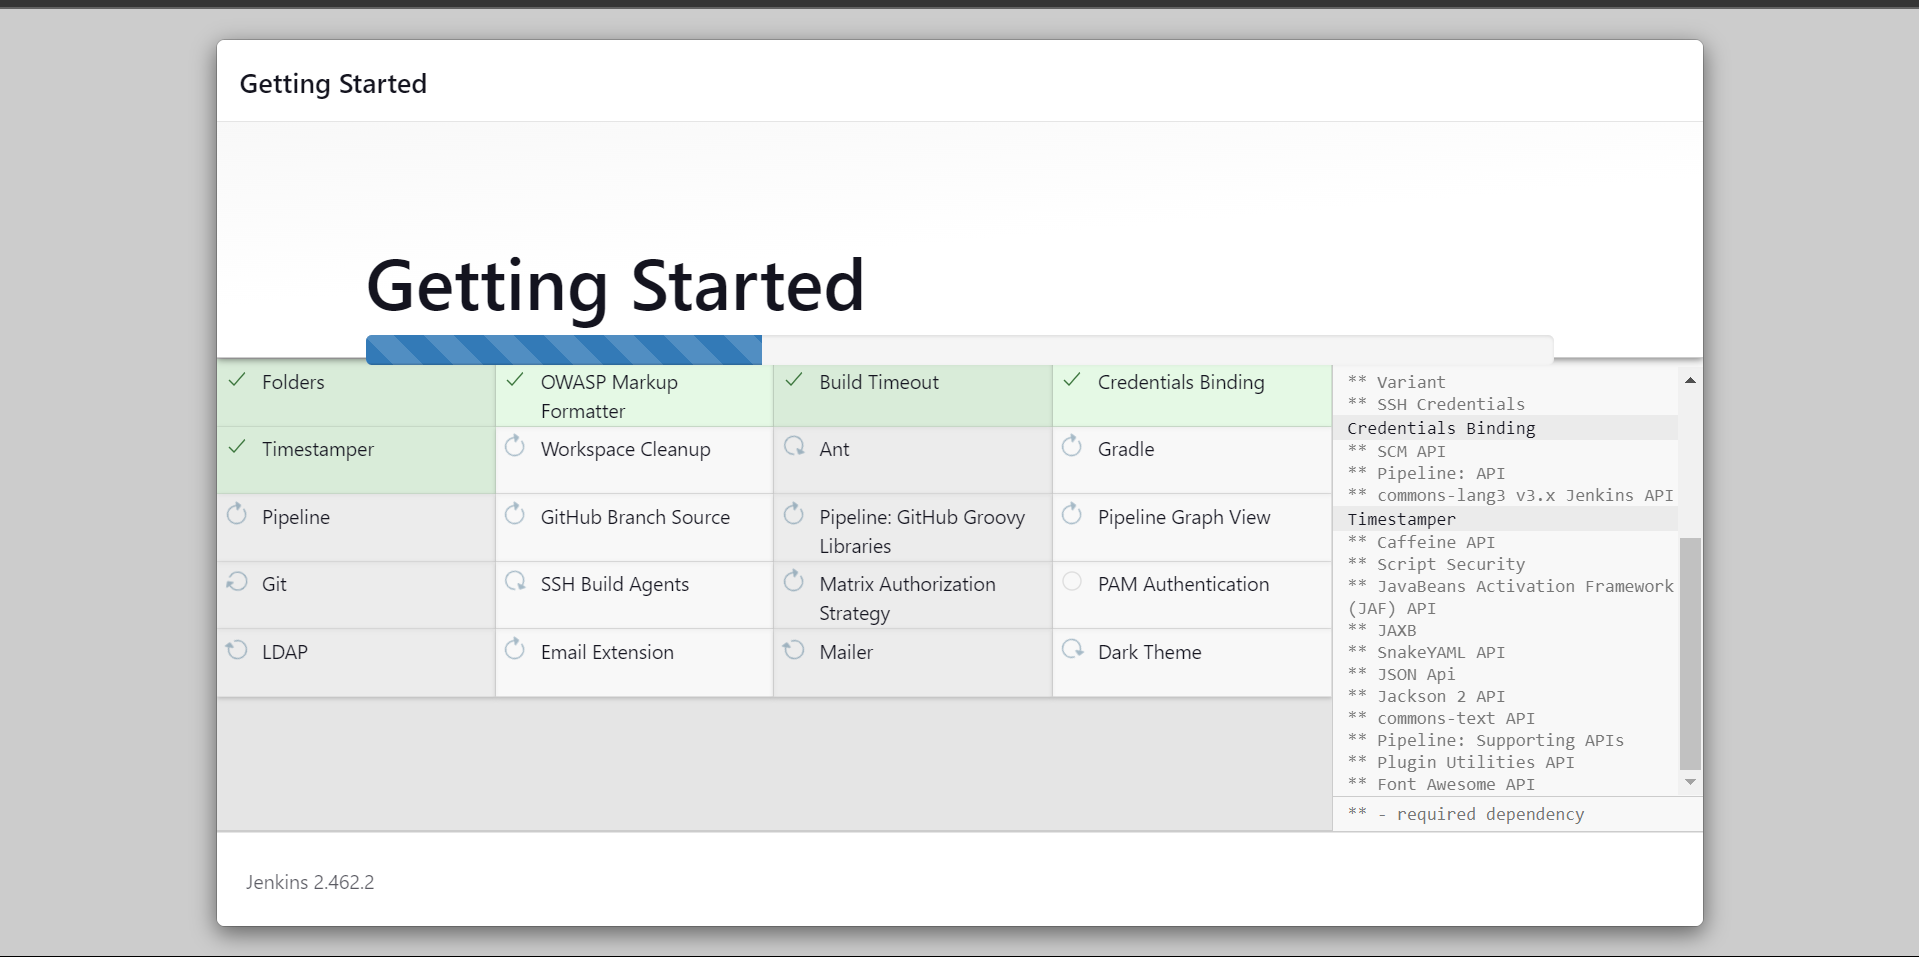 Getting Started
Getting Started
Folders
OWASP Markup
Formatter
Build Timeout
Credentials Binding
Timestamper
Workspace Cleanup
Ant
Gradle
Pipeline
GitHub Branch Source
Pipeline: GitHub Groovy
Libraries
Pipeline Graph View
Git
SSH Build Agents
Matrix Authorization
Strategy
PAM Authentication
LDAP
Email Extension
Mailer
Dark Theme
** Variant
** SSH Credentials
Credentials Binding
** SCM API
** Pipeline: API
** commons-lang3 v3.x Jenkins API
Timestamper
** Caffeine API
** Script Security
** JavaBeans Activation Framework
(JAF) API
** JAXB
** SnakeYAML API
** JSON Api
** Jackson 2 API
** commons-text API
** Pipeline: Supporting APIs
** Plugin Utilities API
** Font Awesome API
** - required dependency
Jenkins 2.462.2